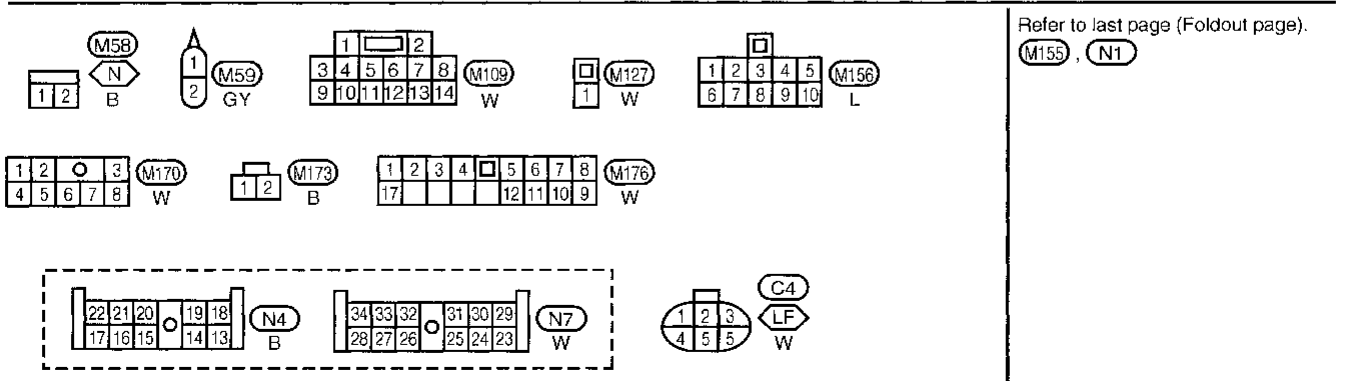 M58
N
1 2
B
1
2
M59
GY
1 2
3 4 5 6 7 8
9 10 11 12 13 14
M109
W
1
M127
W
1 2 3 4 5
6 7 8 9 10
M156
L
Refer to last page (Foldout page).
M155 , N1
1 2 3
4 5 6 7 8
M170
W
1 2
M173
B
1 2 3 4 5 6 7 8
17 12 11 10 9
M176
W
22 21 20 19 18
17 16 15 14 13
N4
B
34 33 32 31 30 29
28 27 26 25 24 23
N7
W
1 2 3
4 5 5
C4
LF
W